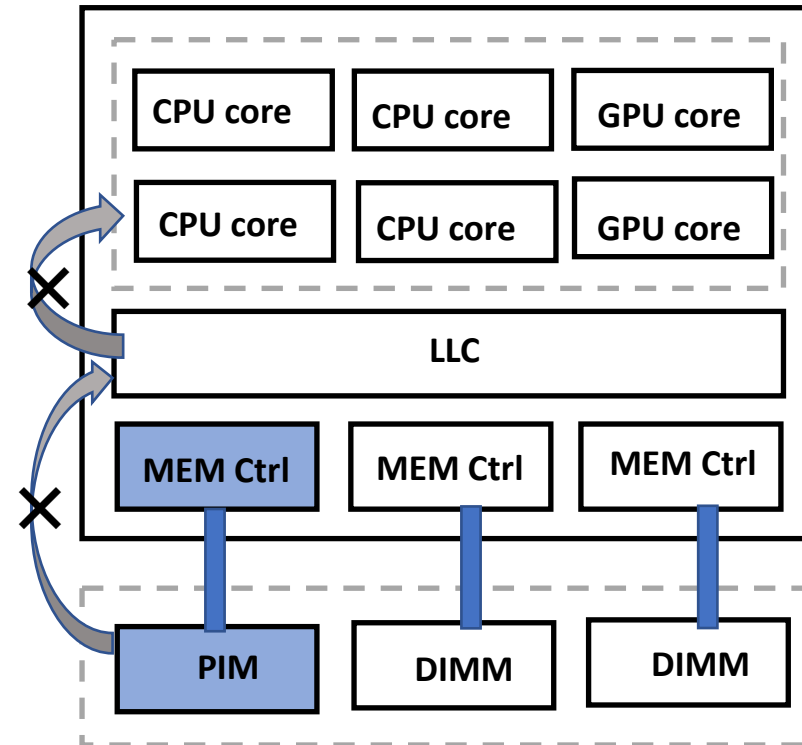 CPU core CPU core GPU core
CPU core CPU core GPU core
LLC
MEM Ctrl MEM Ctrl MEM Ctrl
PIM DIMM DIMM